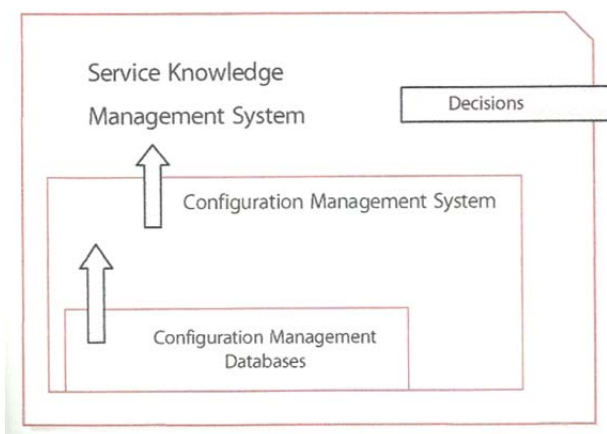 Service Knowledge
Management System
Decisions
Configuration Management System
Configuration Management
Databases